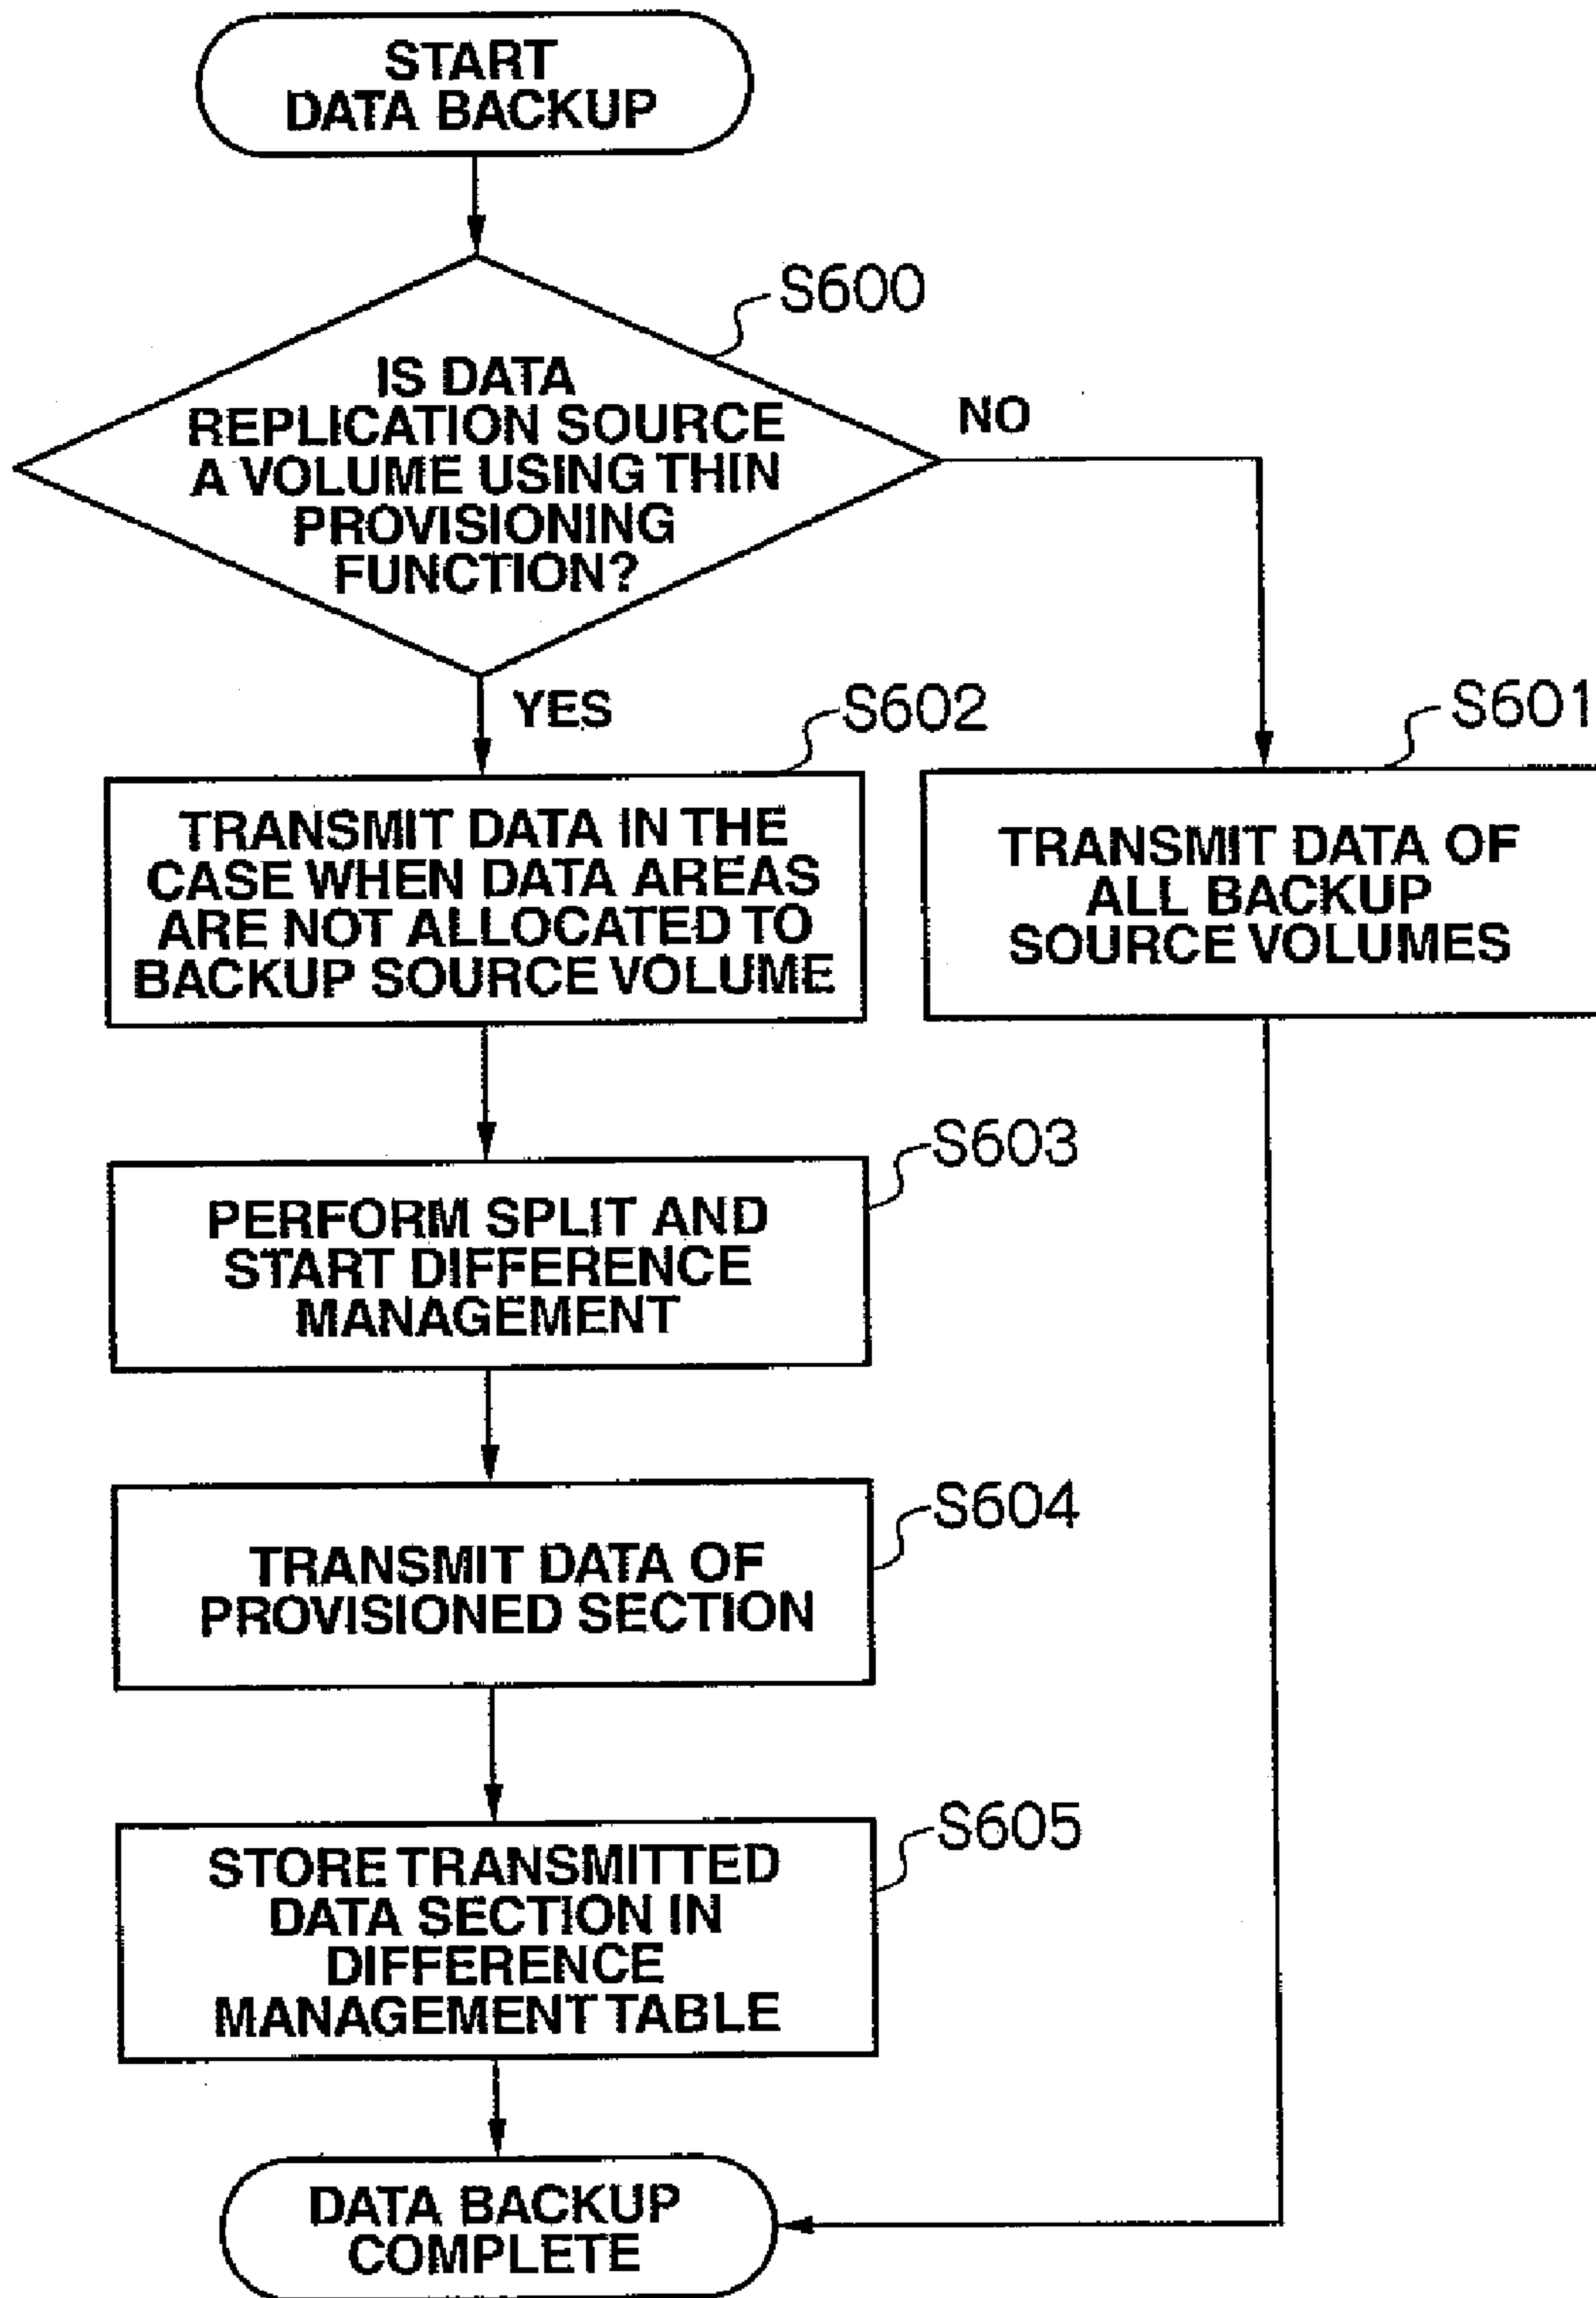 START
DATA BACKUP
S600
IS DATA
REPLICATION SOURCE
A VOLUME USING THIN
PROVISIONING
FUNCTION?
NO
YES
S602
TRANSMIT DATA IN THE
CASE WHEN DATA AREAS
ARE NOT ALLOCATED TO
BACKUP SOURCE VOLUME
S601
TRANSMIT DATA OF
ALL BACKUP
SOURCE VOLUMES
S603
PERFORM SPLIT AND
START DIFFERENCE
MANAGEMENT
S604
TRANSMIT DATA OF
PROVISIONED SECTION
S605
STORE TRANSMITTED
DATA SECTION IN
DIFFERENCE
MANAGEMENT TABLE
DATA BACKUP
COMPLETE